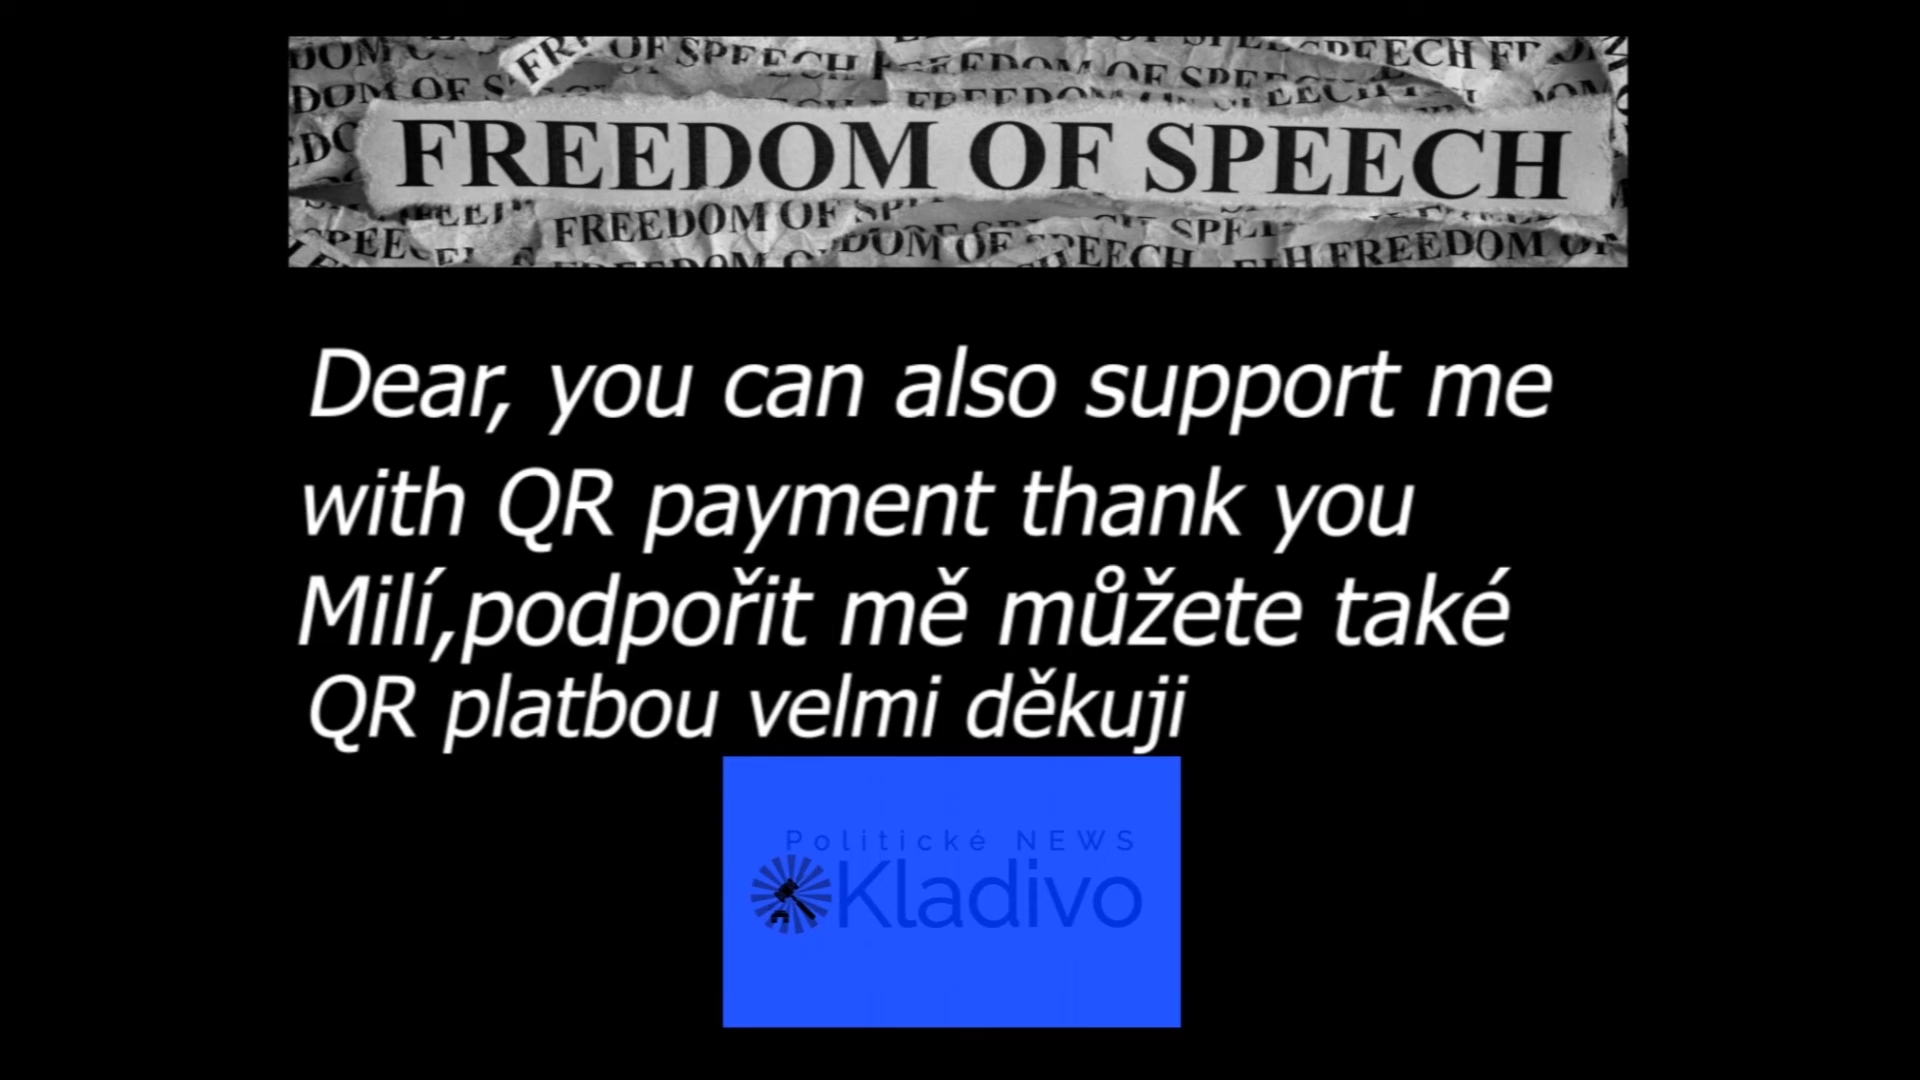 FREEDOM OF SPEECH
Dear, you can also support me
with QR payment thank you
Milí,podpořit mě můžete také
QR platbou velmi děkuji
Politické NEWS
Kladivo